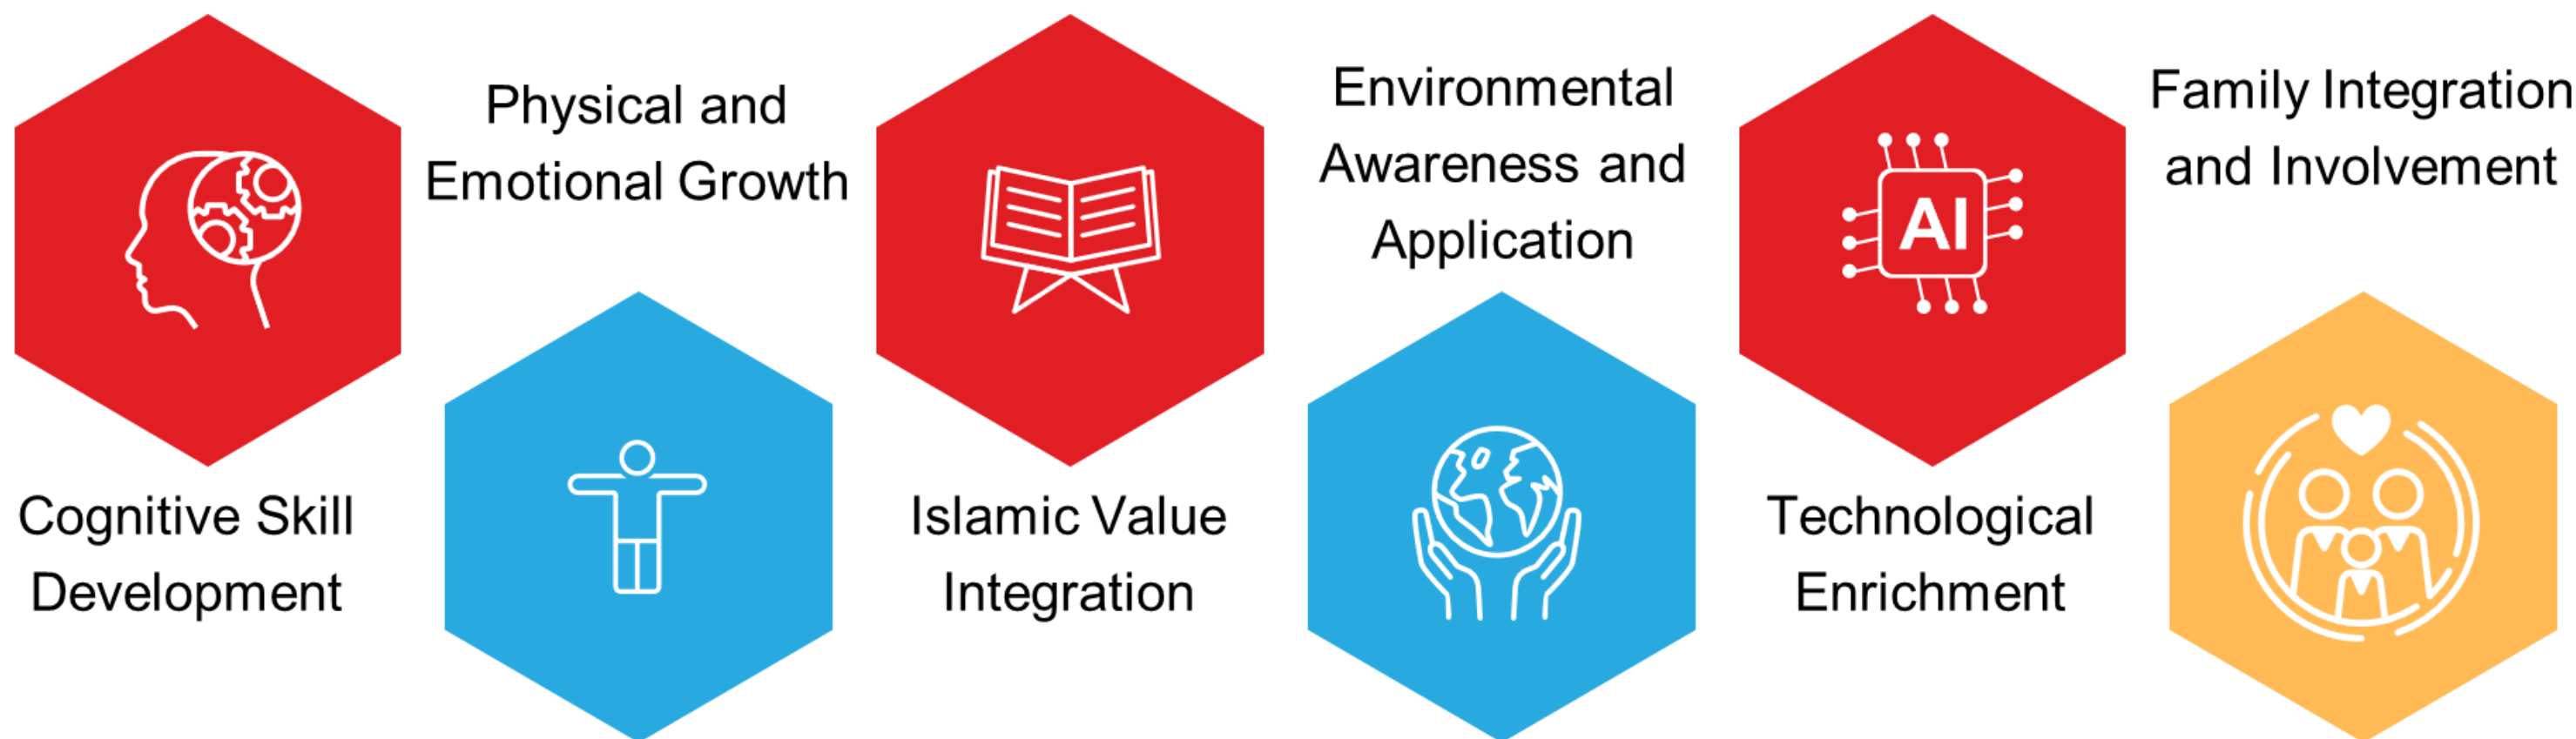 Cognitive Skill
Development
Physical and
Emotional Growth
Islamic Value
Integration
Environmental
Awareness and
Application
AI
Technological
Enrichment
Family Integration
and Involvement